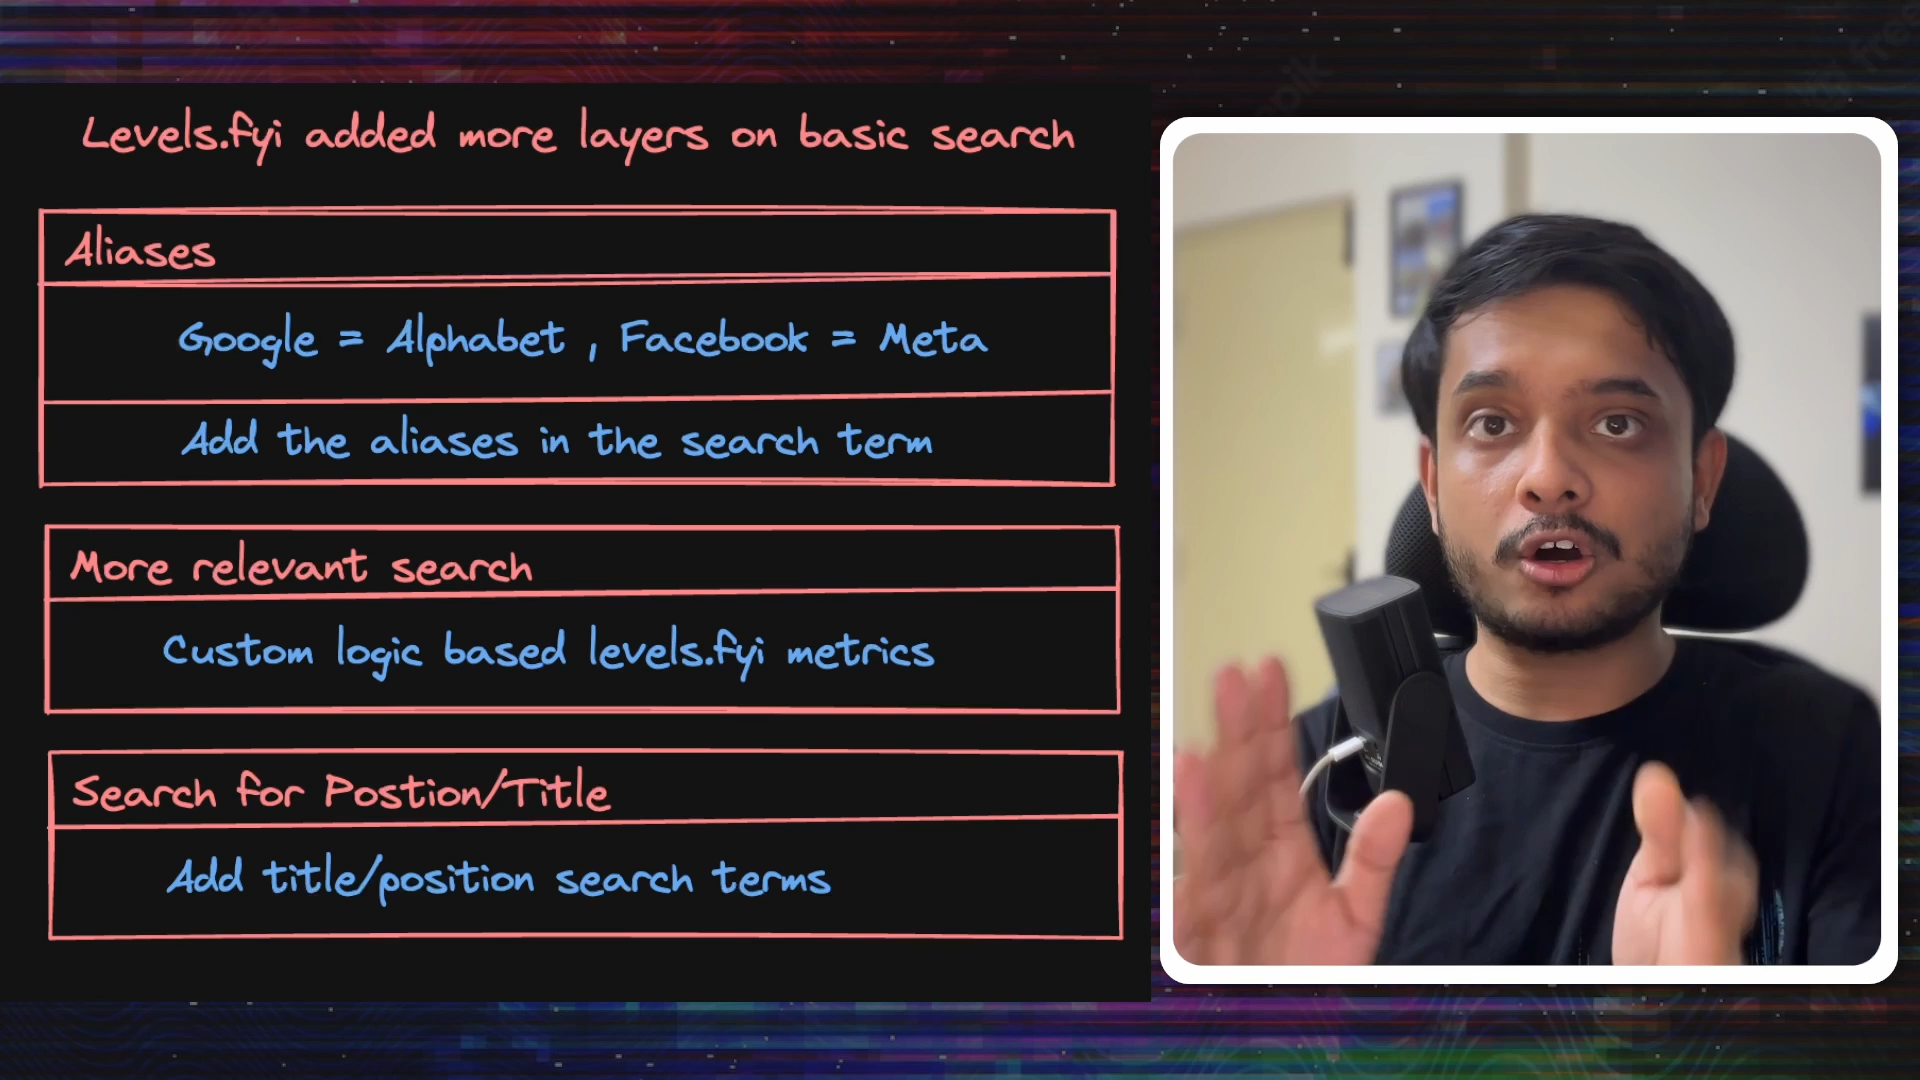 Levels.fyi added more layers on basic search
Aliases
Google = Alphabet , Facebook = Meta
Add the aliases in the search term
More relevant search
Custom logic based levels.fyi metrics
Search for Postion/Title
Add title/position search terms